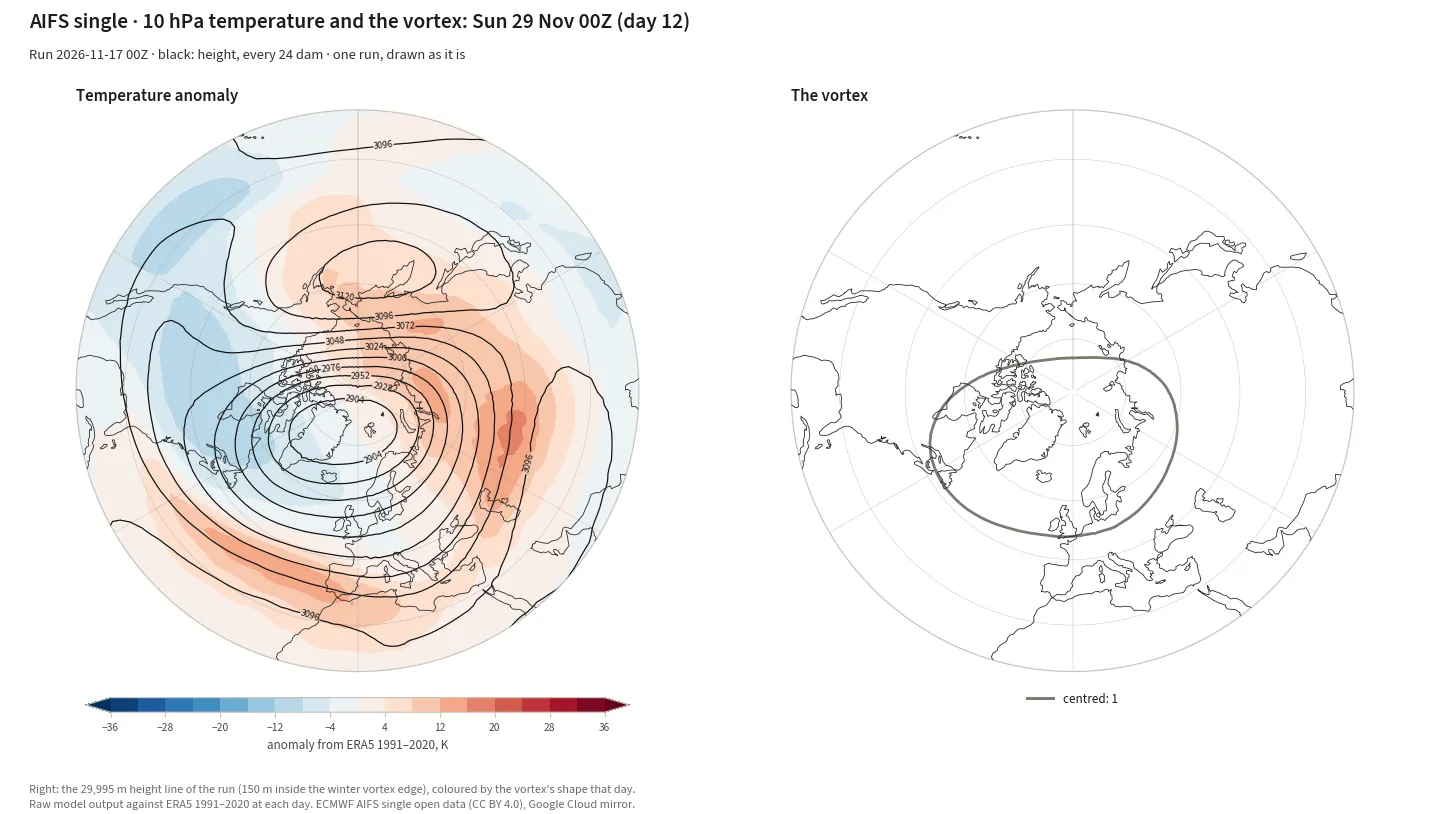 AIFS single · 10 hPa temperature and the vortex: Sun 29 Nov 00Z (day 12)
Run 2026-11-17 00Z · black: height, every 24 dam · one run, drawn as it is
Temperature anomaly
The vortex
3096
3120
3096
3072
3048
3024
3000
2976
2952
2928
2904
2904
3096
3096
−36 −28 −20 −12 −4 4 12 20 28 36
anomaly from ERA5 1991–2020, K
centred: 1
Right: the 29,995 m height line of the run (150 m inside the winter vortex edge), coloured by the vortex's shape that day.
Raw model output against ERA5 1991–2020 at each day. ECMWF AIFS single open data (CC BY 4.0), Google Cloud mirror.